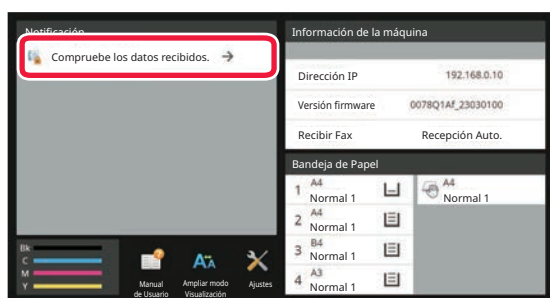 Notificación
Compruebe los datos recibidos.
Información de la máquina
Dirección IP 192.168.0.10
Versión firmware 0078Q1Af_23030100
Recibir Fax Recepción Auto.
Bandeja de Papel
1 A4
Normal 1
A4
Normal 1
2 A4
Normal 1
3 B4
Normal 1
4 A3
Normal 1
Bk
C
M
Y
Manual
de Usuario
AA
Ampliar modo
Visualización
Ajustes